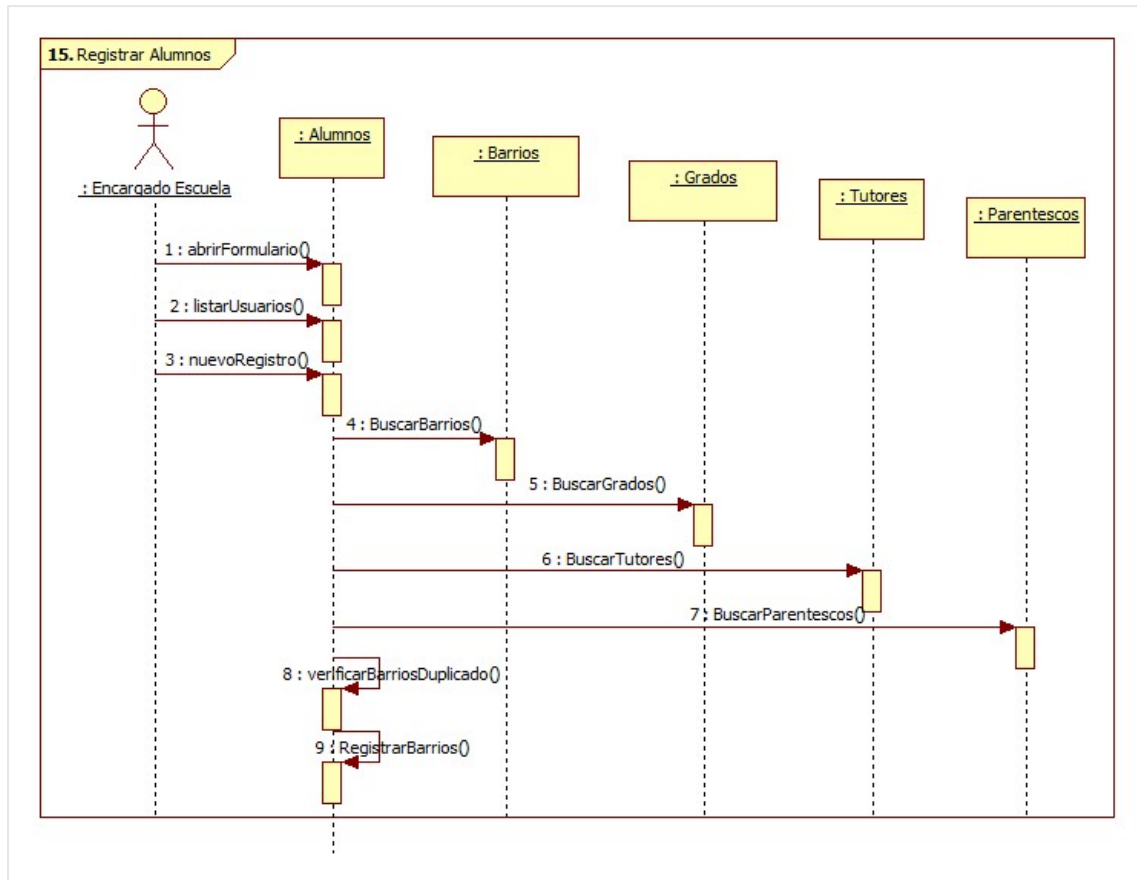 15. Registrar Alumnos
: Encargado Escuela
: Alumnos
: Barrios
: Grados
: Tutores
: Parentescos
1 : abrirFormulario()
2 : listarUsuarios()
3 : nuevoRegistro()
4 : BuscarBarrios()
5 : BuscarGrados()
6 : BuscarTutores()
7 : BuscarParentescos()
8 : verificarBarriosDuplicado()
9 : RegistrarBarrios()